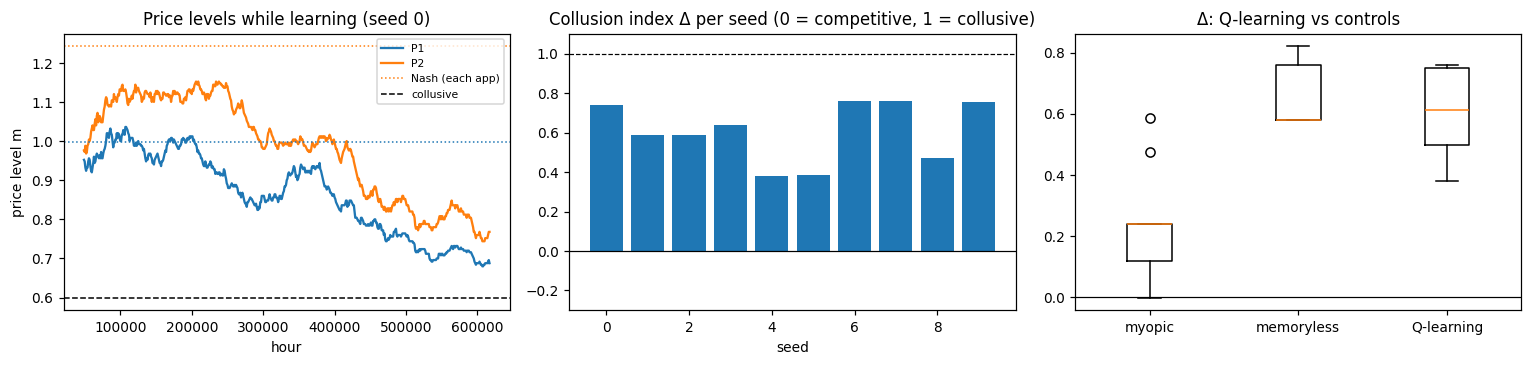 Price levels while learning (seed 0)
price level m
1.2
1.1
1.0
0.9
0.8
0.7
0.6
P1
P2
Nash (each app)
collusive
100000 200000 300000 400000 500000 600000
hour
Collusion index Δ per seed (0 = competitive, 1 = collusive)
1.0
0.8
0.6
0.4
0.2
0.0
−0.2
0 2 4 6 8
seed
Δ: Q-learning vs controls
0.8
0.6
0.4
0.2
0.0
myopic memoryless Q-learning